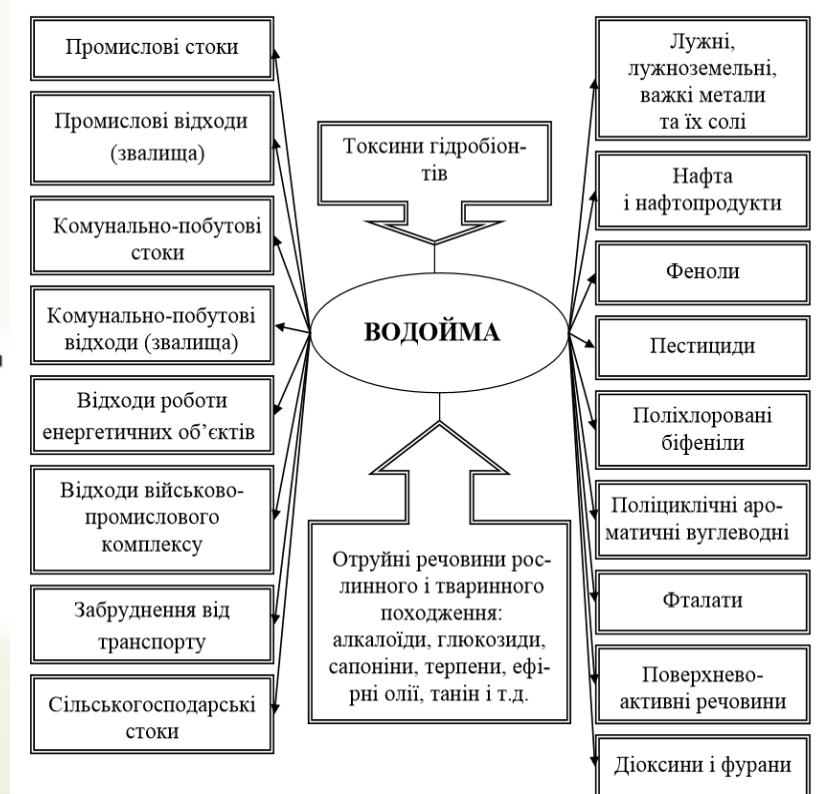 Промислові стоки
Промислові відходи
(звалища)
Комунально-побутові
стоки
Комунально-побутові
відходи (звалища)
Відходи роботи
енергетичних об’єктів
Відходи військово-
промислового
комплексу
Забруднення від
транспорту
Сільськогосподарські
стоки
Токсини гідробіон-
тів
ВОДОЙМА
Отруйні речовини рос-
линного і тваринного
походження:
алкалоїди, глюкозиди,
сапоніни, терпени, ефі-
рні олії, танін і т.д.
Лужні,
лужноземельні,
важкі метали
та їх солі
Нафта
і нафтопродукти
Феноли
Пестициди
Поліхлоровані
біфеніли
Поліциклічні аро-
матичні вуглеводні
Фталати
Поверхнево-
активні речовини
Діоксини і фурани